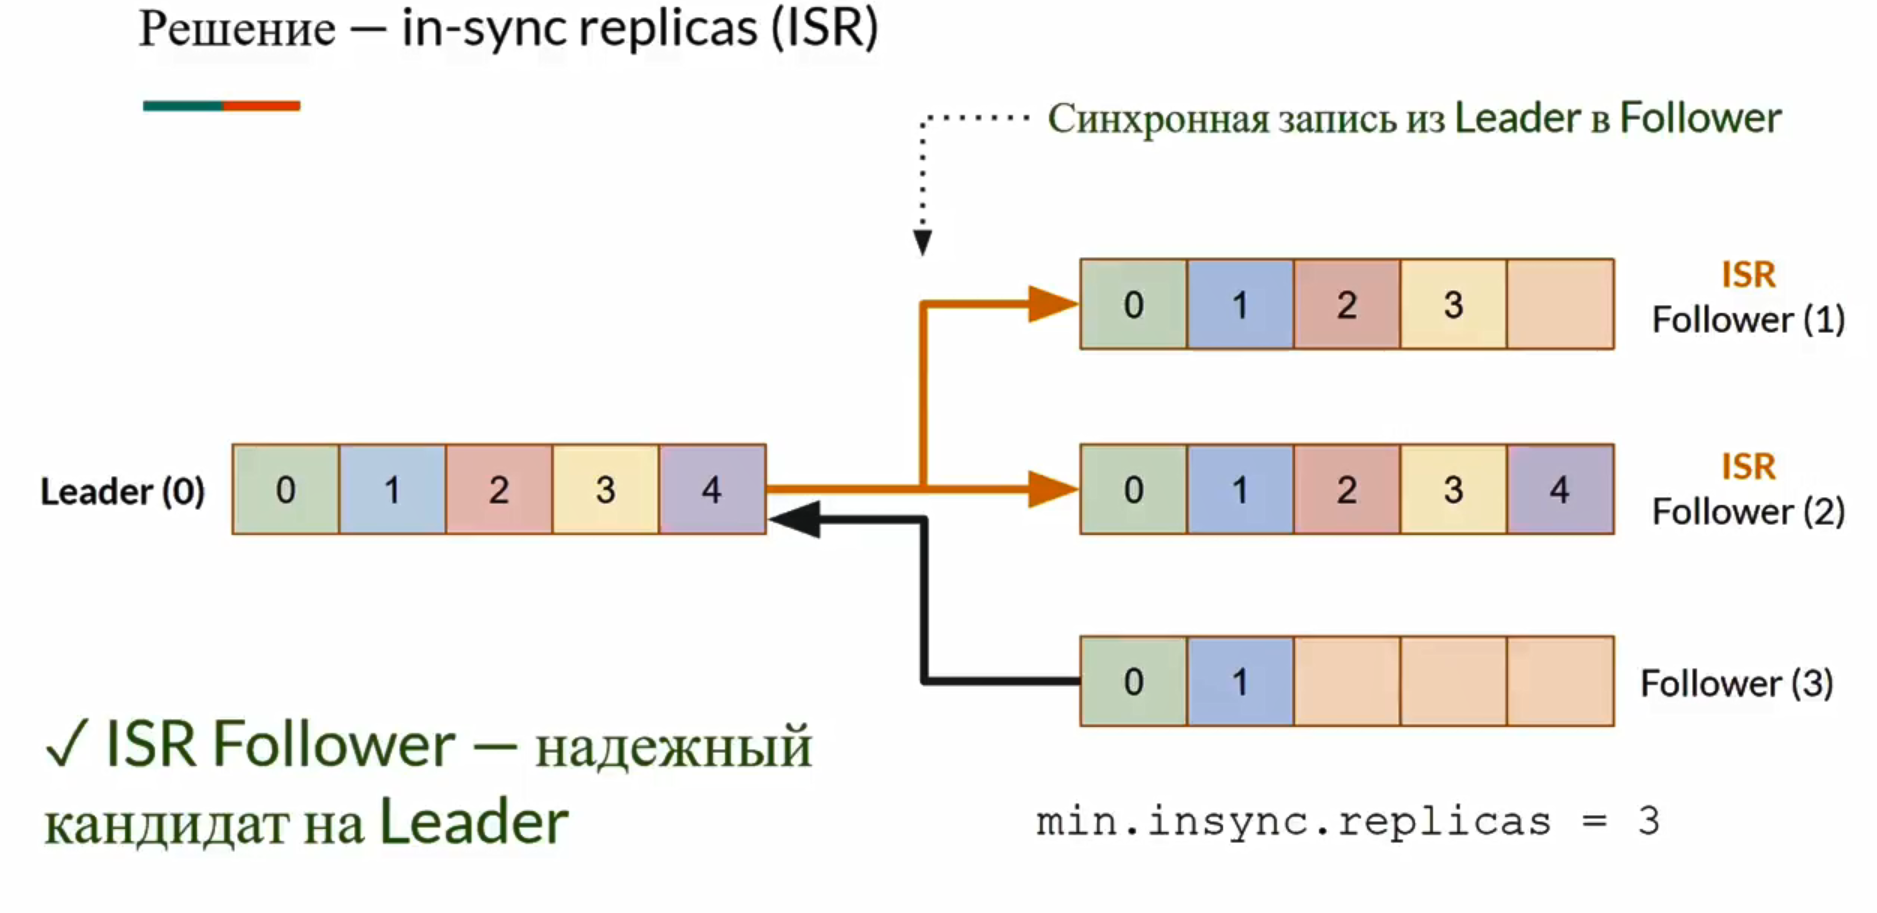 Решение — in-sync replicas (ISR)
Синхронная запись из Leader в Follower
0 1 2 3
ISR
Follower (1)
Leader (0)
0 1 2 3 4
0 1 2 3 4
ISR
Follower (2)
0 1
Follower (3)
✓ ISR Follower — надежный
кандидат на Leader
min.insync.replicas = 3